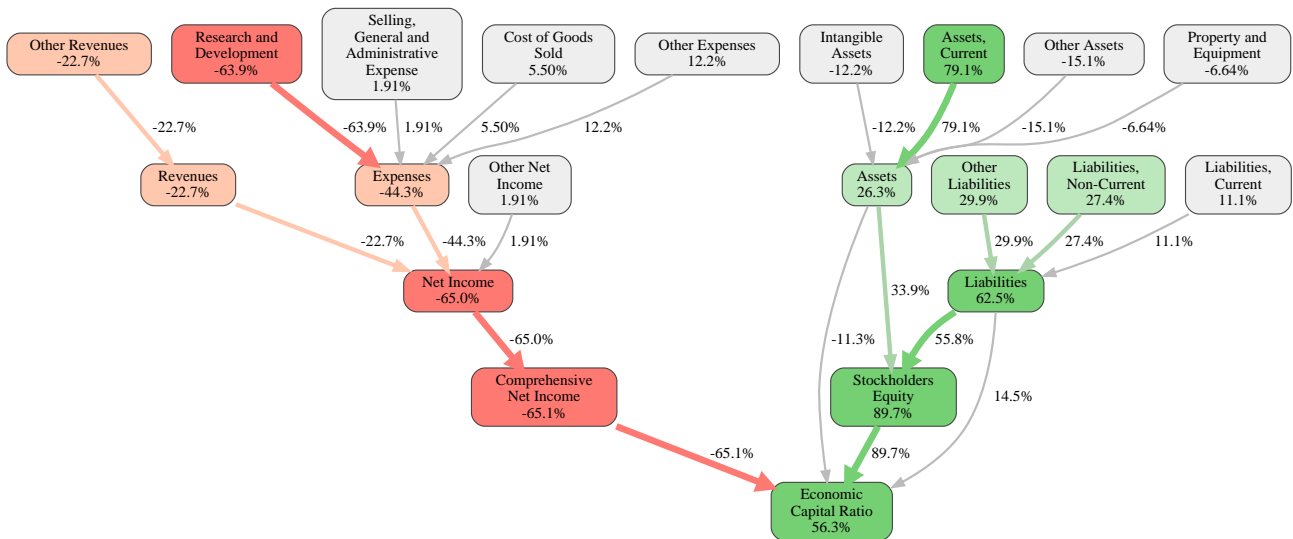 Other Revenues
-22.7%
Research and
Development
-63.9%
Selling,
General and
Administrative
Expense
1.91%
Cost of Goods
Sold
5.50%
Other Expenses
12.2%
Intangible
Assets
-12.2%
Assets,
Current
79.1%
Other Assets
-15.1%
Property and
Equipment
-6.64%
-22.7%
-63.9%
1.91%
5.50%
12.2%
-12.2%
79.1%
-15.1%
-6.64%
Revenues
-22.7%
Expenses
-44.3%
Other Net
Income
1.91%
Assets
26.3%
Other
Liabilities
29.9%
Liabilities,
Non-Current
27.4%
Liabilities,
Current
11.1%
-22.7%
-44.3%
1.91%
29.9%
27.4%
11.1%
Net Income
-65.0%
33.9%
Liabilities
62.5%
-65.0%
-11.3%
55.8%
Comprehensive
Net Income
-65.1%
Stockholders
Equity
89.7%
14.5%
-65.1%
89.7%
Economic
Capital Ratio
56.3%